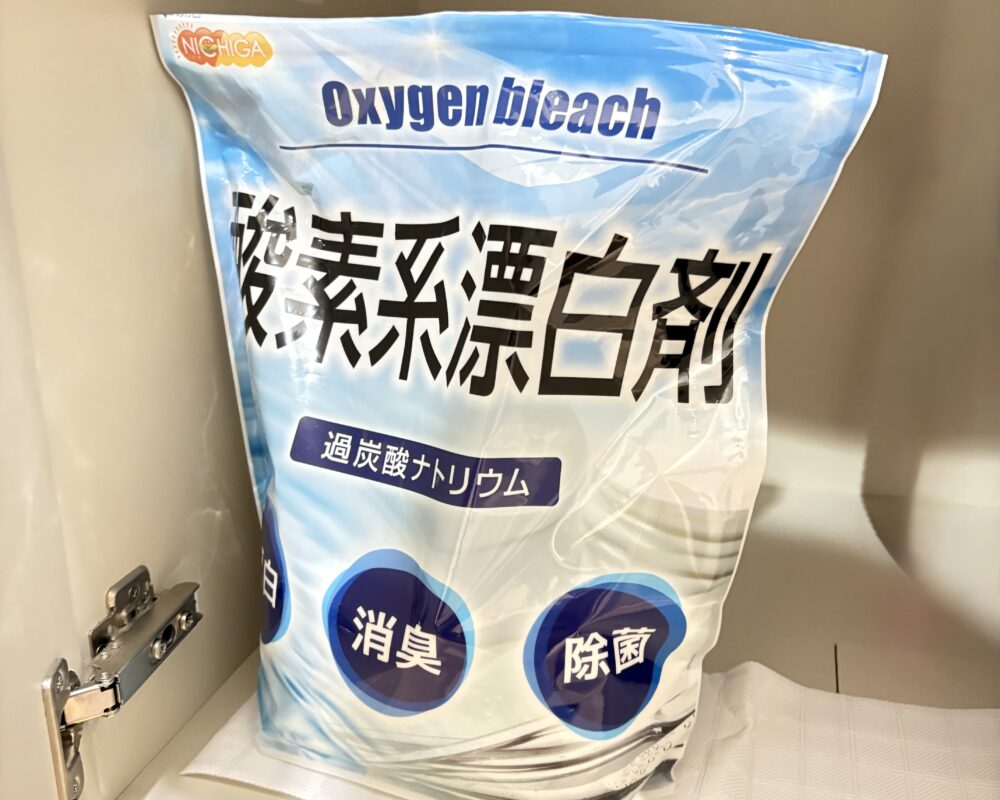 NICHIGA
Oxygen bleach
酸素系漂白剤
過炭酸ナトリウム
白
消臭
除菌